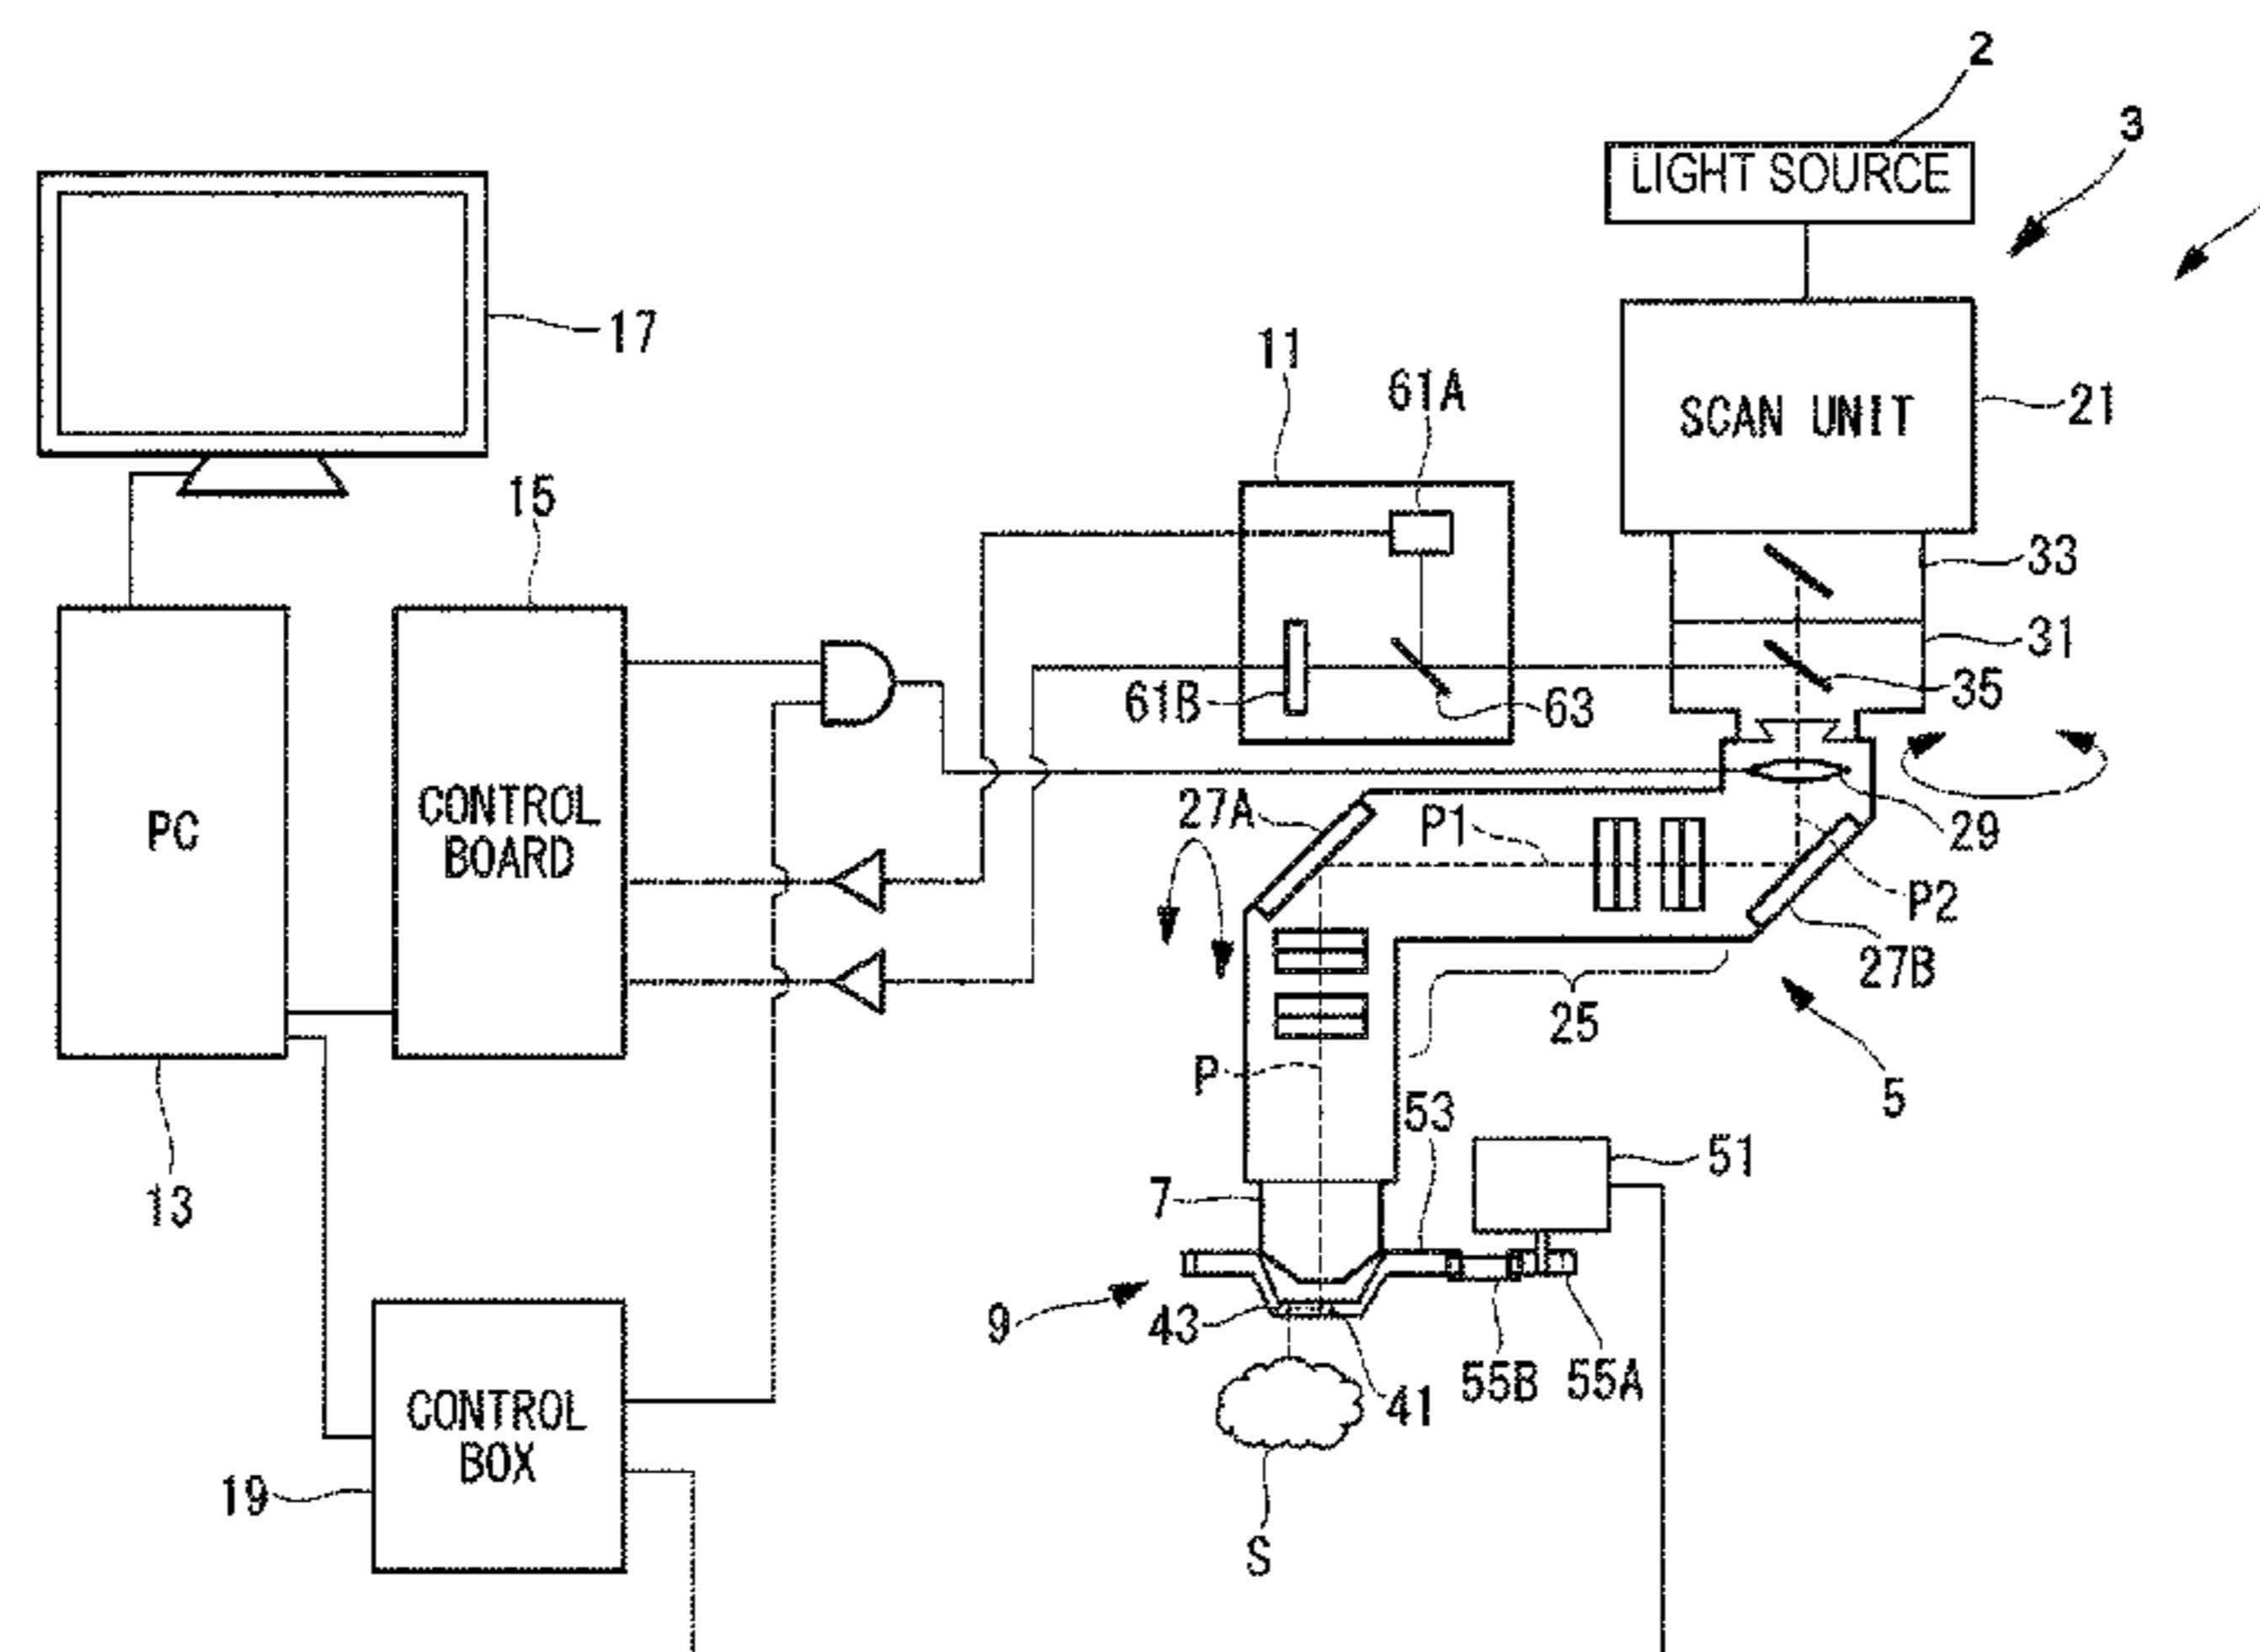 2
3
LIGHT SOURCE
17
11
61A
SCAN UNIT
21
15
33
31
61B
63
35
27A
P1
29
PC
CONTROL
BOARD
P2
27B
25
P
5
53
51
7
13
9
43
55B
55A
41
CONTROL
BOX
19
S